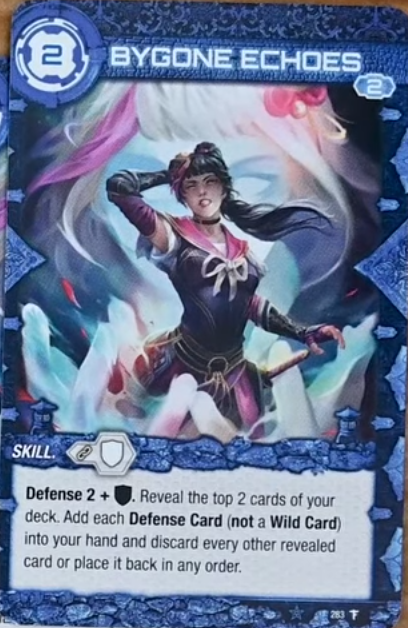 2
BYGONE ECHOES
2
SKILL.
Defense 2 + . Reveal the top 2 cards of your
deck. Add each Defense Card (not a Wild Card)
into your hand and discard every other revealed
card or place it back in any order.
283